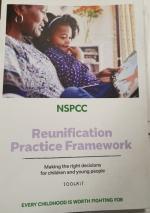 NSPCC
Reunification
Practice Framework
Making the right decisions
for children and young people
TOOLKIT
EVERY CHILDHOOD IS WORTH FIGHTING FOR